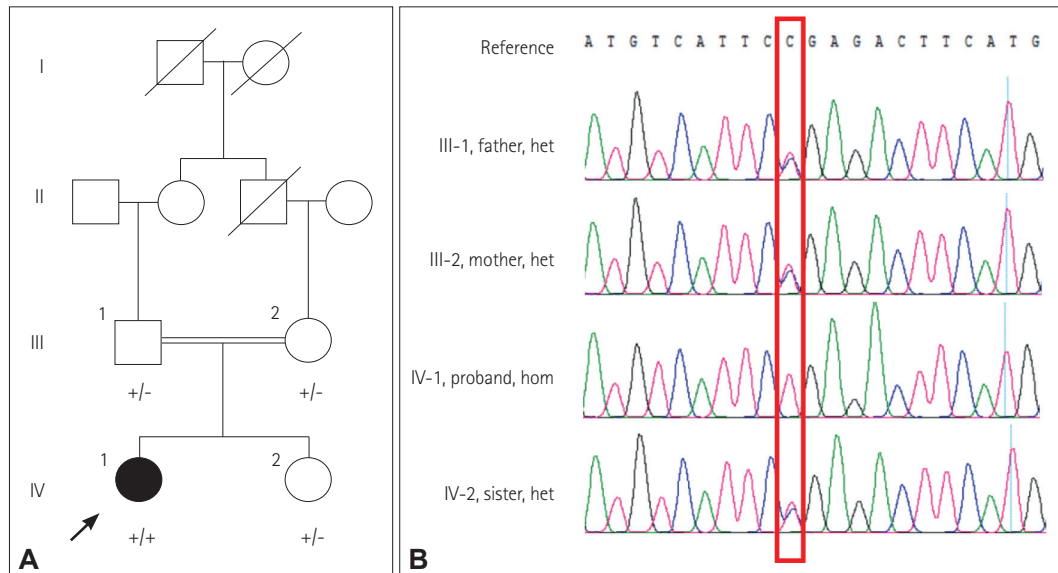 I
II
1 2
III
+/- +/-
1 2
IV
+/+ +/-
A
Reference A T G T C A T T C C G A G A C T T C A T G
III-1, father, het
III-2, mother, het
IV-1, proband, hom
IV-2, sister, het
B